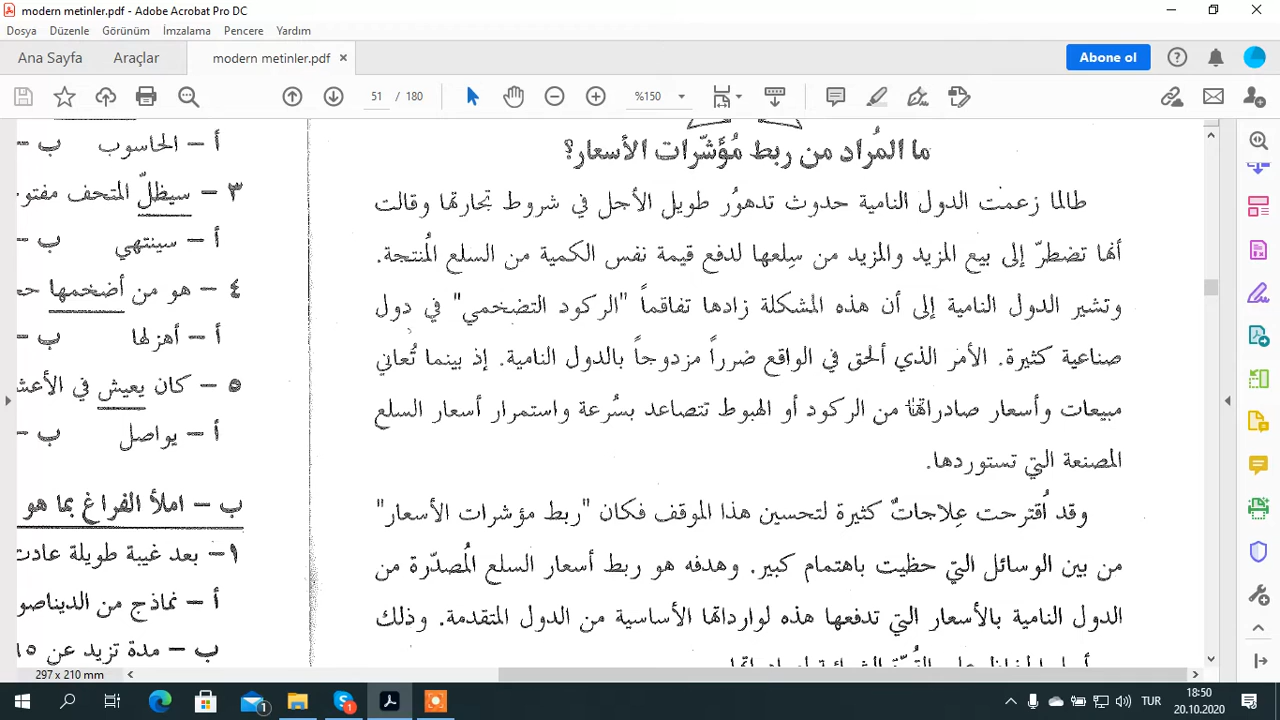 modern metinler.pdf - Adobe Acrobat Pro DC
Dosya Düzenle Görünüm İmzalama Pencere Yardım
Ana Sayfa Araçlar modern metinler.pdf × Abone ol
51 / 180 %150
ما المُراد من ربط مُؤَشّرات الأسعار؟
طالما زعمت الدول النامية حدوث تدهوُر طويل الأجل في شروط تجارتها وقالت
أنها تضطرّ إلى بيع المزيد والمزيد من سِلعها لدفع قيمة نفس الكمية من السلع المُنتجة.
وتشير الدول النامية إلى أن هذه المشكلة زادها تفاقماً "الركود التضخمي" في دول
صناعية كثيرة. الأمر الذي ألحق في الواقع ضرراً مزدوجاً بالدول النامية. إذ بينما تُعاني
مبيعات وأسعار صادراتها من الركود أو الهبوط تتصاعد بسُرعة واستمرار أسعار السلع
المصنعة التي تستوردها.
وقد اُقترحت عِلاجاتٌ كثيرة لتحسين هذا الموقف فكان "ربط مؤشرات الأسعار"
من بين الوسائل التي حظيت باهتمام كبير. وهدفه هو ربط أسعار السلع المُصدّرة من
الدول النامية بالأسعار التي تدفعها هذه لوارداتها الأساسية من الدول المتقدمة. وذلك
أ – الحاسوب ب –
٣ – سيظلّ المتحف مفتو
أ – سينتهي ب –
٤ – هو من أضخمها
أ – أهزلها ب –
٥ – كان يعيش في
أ – يواصل ب –
ب – املأ الفراغ بما هو
١– بعد غيبة طويلة عادت
أ – نماذج من الديناصو
ب – مدة تزيد عن
297 x 210 mm
1 1 TUR 18:50
20.10.2020